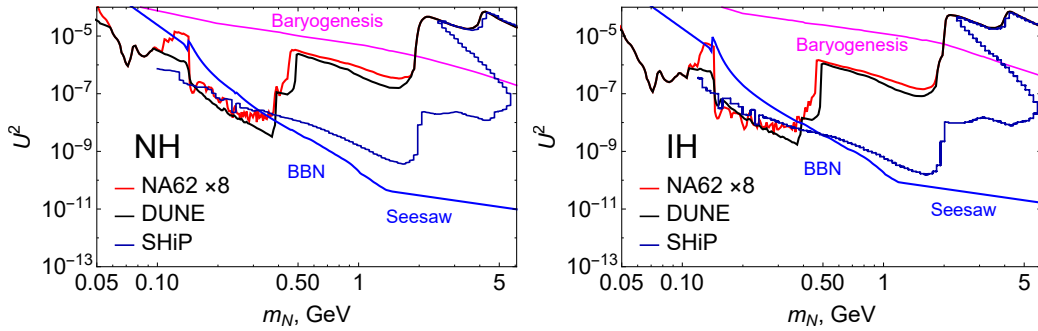 10⁻⁵
10⁻⁷
10⁻⁹
10⁻¹¹
10⁻¹³
U²
Baryogenesis
NH
BBN
Seesaw
NA62 ×8
DUNE
SHiP
0.05 0.10 0.50 1 5
m_N, GeV
10⁻⁵
10⁻⁷
10⁻⁹
10⁻¹¹
10⁻¹³
U²
Baryogenesis
IH
BBN
Seesaw
NA62 ×8
DUNE
SHiP
0.05 0.10 0.50 1 5
m_N, GeV